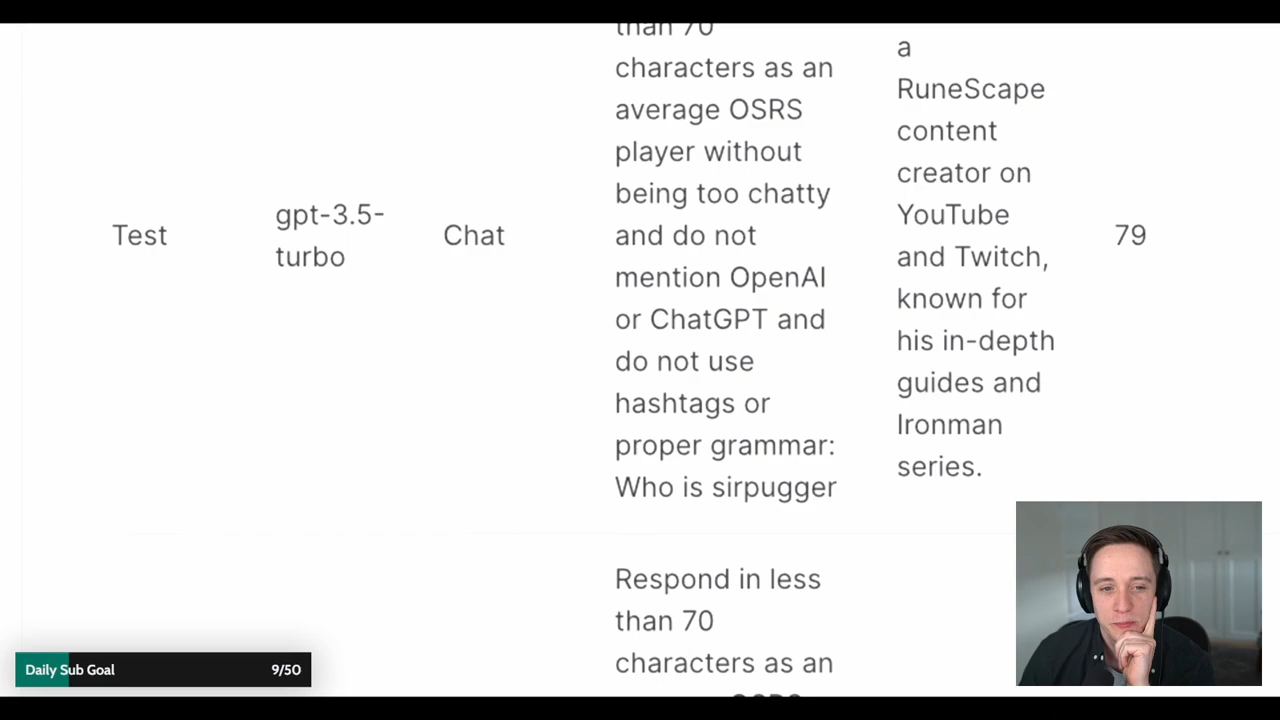 Test
gpt-3.5-
turbo
Chat
than 70
characters as an
average OSRS
player without
being too chatty
and do not
mention OpenAI
or ChatGPT and
do not use
hashtags or
proper grammar:
Who is sirpugger
a
RuneScape
content
creator on
YouTube
and Twitch,
known for
his in-depth
guides and
Ironman
series.
79
Respond in less
than 70
characters as an
Daily Sub Goal
9/50